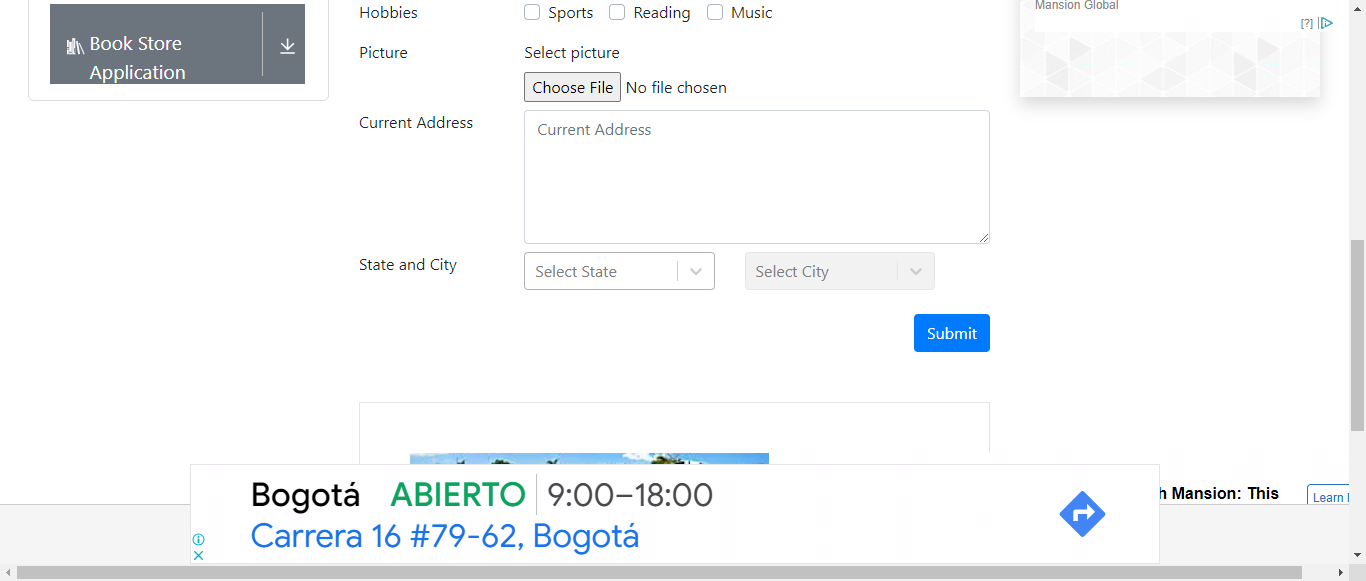 Hobbies
Sports Reading Music
Mansion Global
[?]
Book Store
Application
Picture
Select picture
Choose File No file chosen
Current Address
Current Address
State and City
Select State
Select City
Submit
Bogotá ABIERTO 9:00–18:00
Carrera 16 #79-62, Bogotá
h Mansion: This
Learn